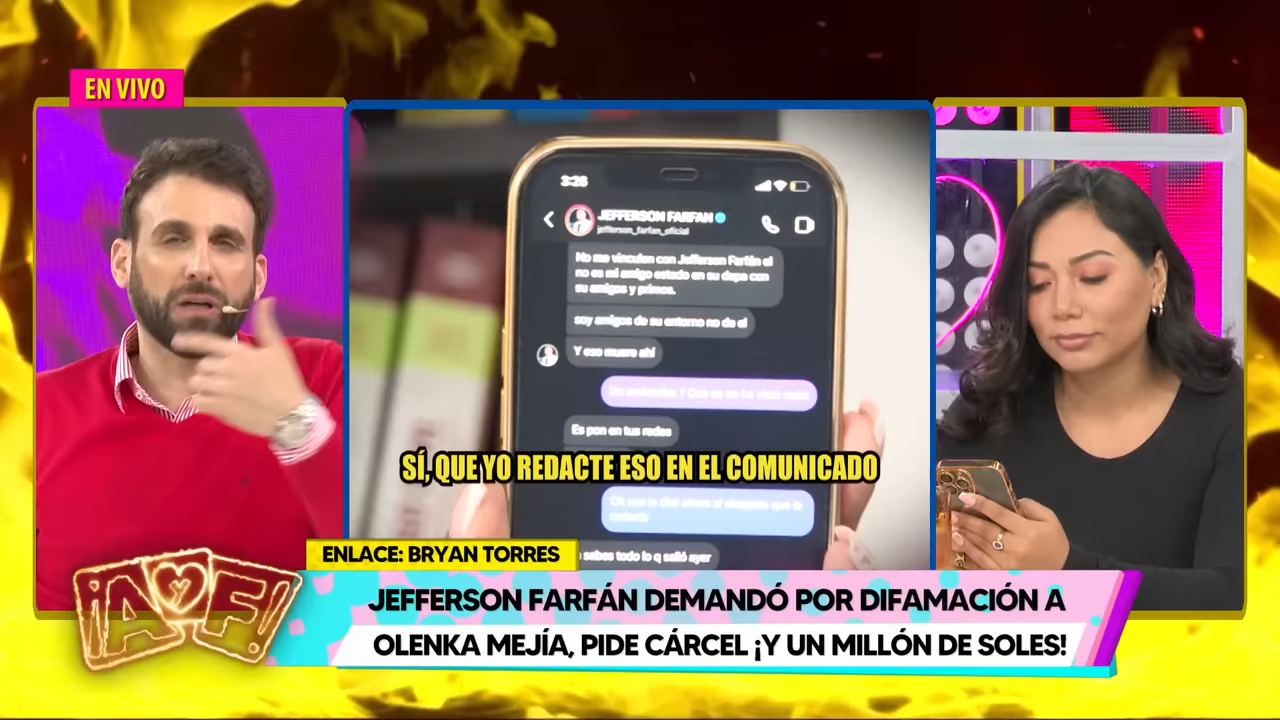 EN VIVO
3:26
JEFFERSON FARFAN
jefferson_farfan_oficial
No me vinculen con Jefferson Farfán el
no es mi amigo estado en su depa con
su amigos y primos.
soy amigos de su entorno no de el
Y eso muere ahí
Es pon en tus redes
SÍ, QUE YO REDACTE ESO EN EL COMUNICADO
sabes todo lo q salió ayer
ENLACE: BRYAN TORRES
¡AF!
JEFFERSON FARFÁN DEMANDÓ POR DIFAMACIÓN A
OLENKA MEJÍA, PIDE CÁRCEL ¡Y UN MILLÓN DE SOLES!